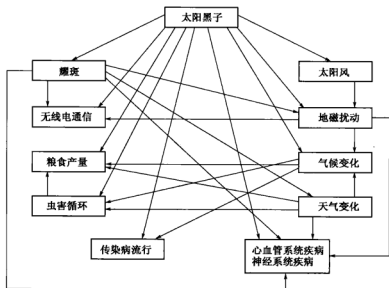 太阳黑子
耀斑
太阳风
无线电通信
地磁扰动
粮食产量
气候变化
虫害循环
天气变化
传染病流行
心血管系统疾病
神经系统疾病